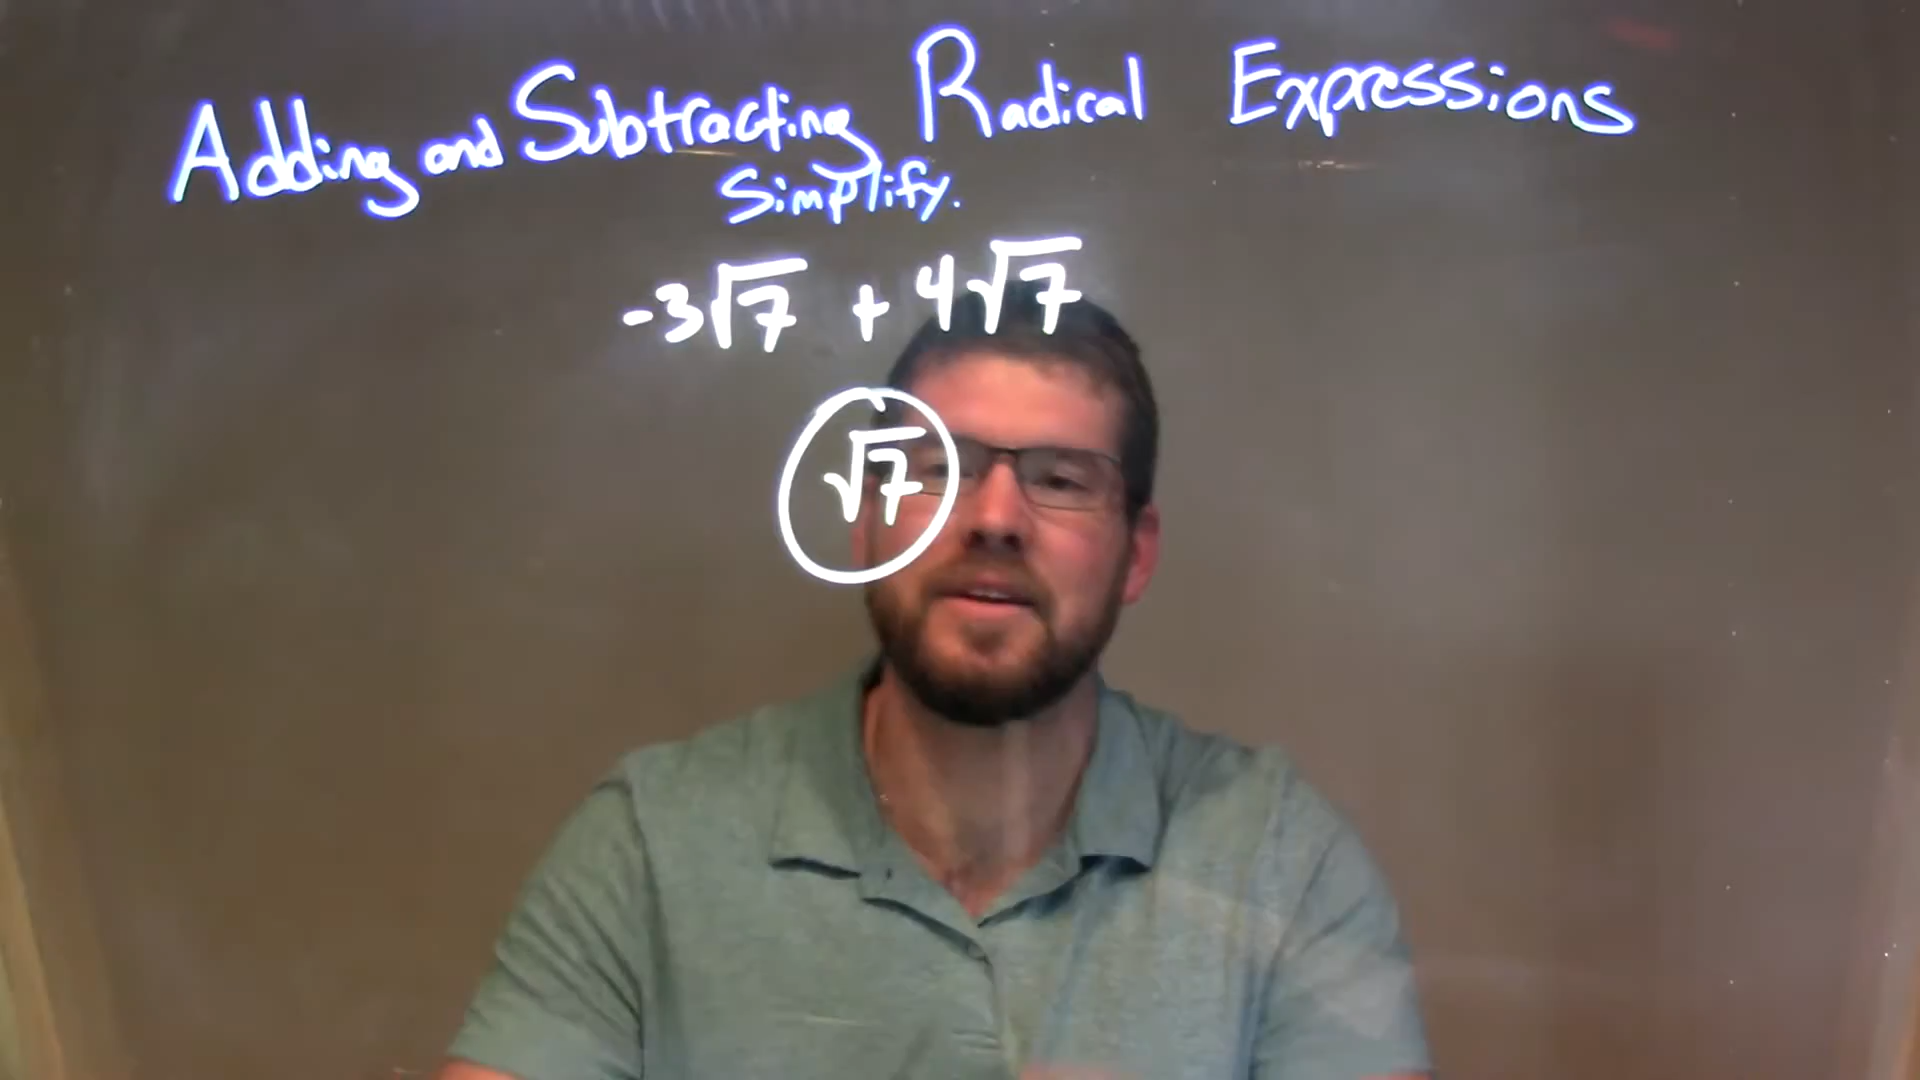 Adding and Subtracting Radical Expressions
Simplify.
-3√7 + 4√7
√7